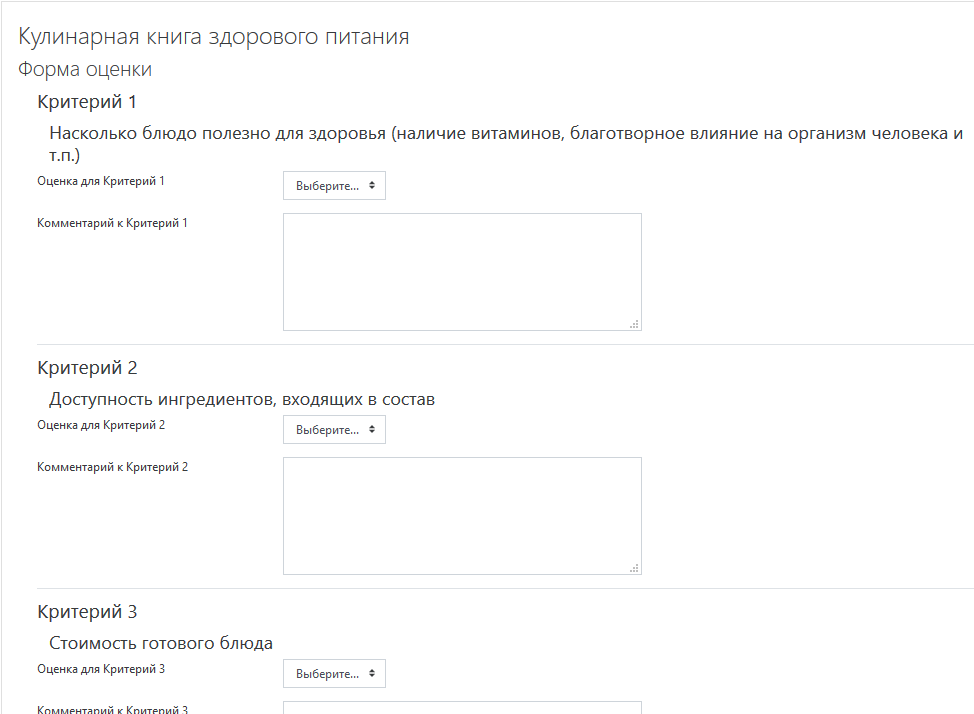 Кулинарная книга здорового питания
Форма оценки
Критерий 1
Насколько блюдо полезно для здоровья (наличие витаминов, благотворное влияние на организм человека и
т.п.)
Оценка для Критерий 1
Выберите...
Комментарий к Критерий 1
Критерий 2
Доступность ингредиентов, входящих в состав
Оценка для Критерий 2
Выберите...
Комментарий к Критерий 2
Критерий 3
Стоимость готового блюда
Оценка для Критерий 3
Выберите...
Комментарий к Критерий 3